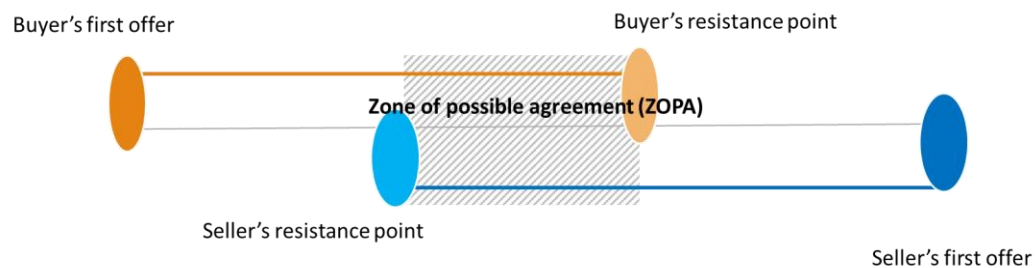 Buyer’s first offer
Buyer’s resistance point
Zone of possible agreement (ZOPA)
Seller’s resistance point
Seller’s first offer